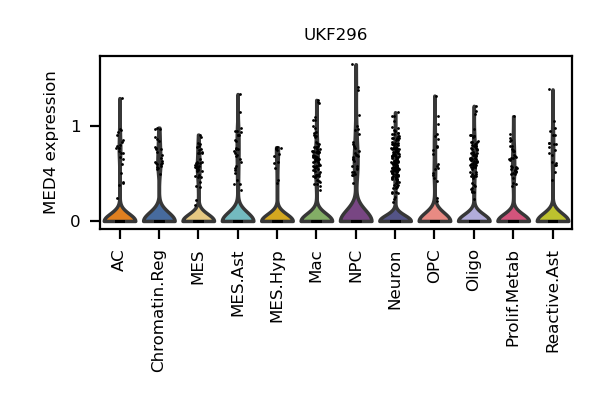 UKF296
MED4 expression
1
0
AC
Chromatin.Reg
MES
MES.Ast
MES.Hyp
Mac
NPC
Neuron
OPC
Oligo
Prolif.Metab
Reactive.Ast